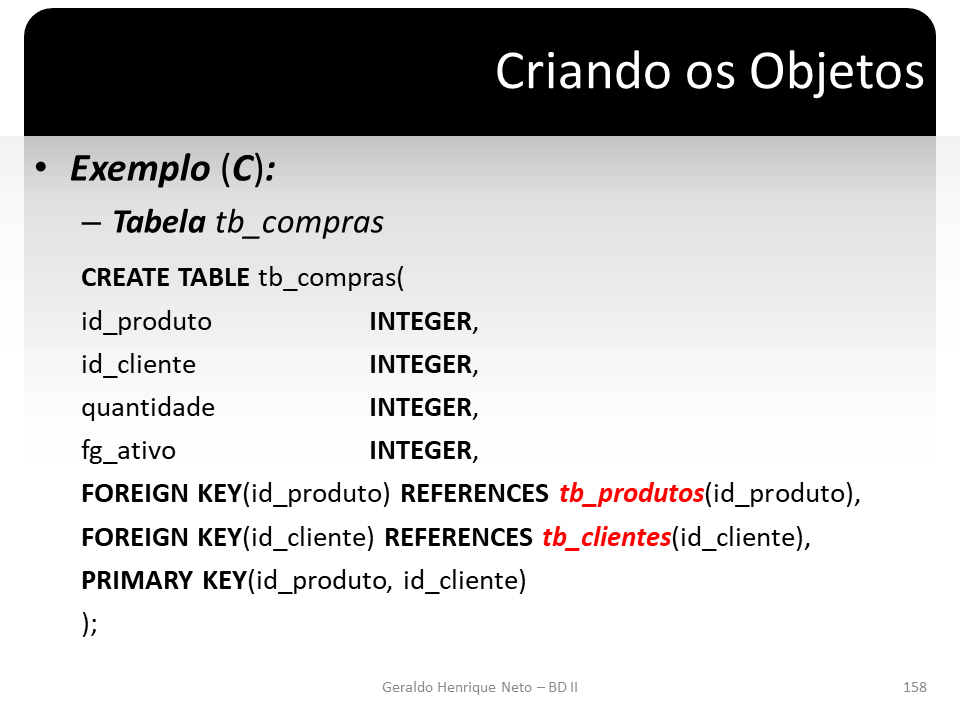 Criando os Objetos
• Exemplo (C):
– Tabela tb_compras
CREATE TABLE tb_compras(
id_produto INTEGER,
id_cliente INTEGER,
quantidade INTEGER,
fg_ativo INTEGER,
FOREIGN KEY(id_produto) REFERENCES tb_produtos(id_produto),
FOREIGN KEY(id_cliente) REFERENCES tb_clientes(id_cliente),
PRIMARY KEY(id_produto, id_cliente)
);
Geraldo Henrique Neto – BD II 158